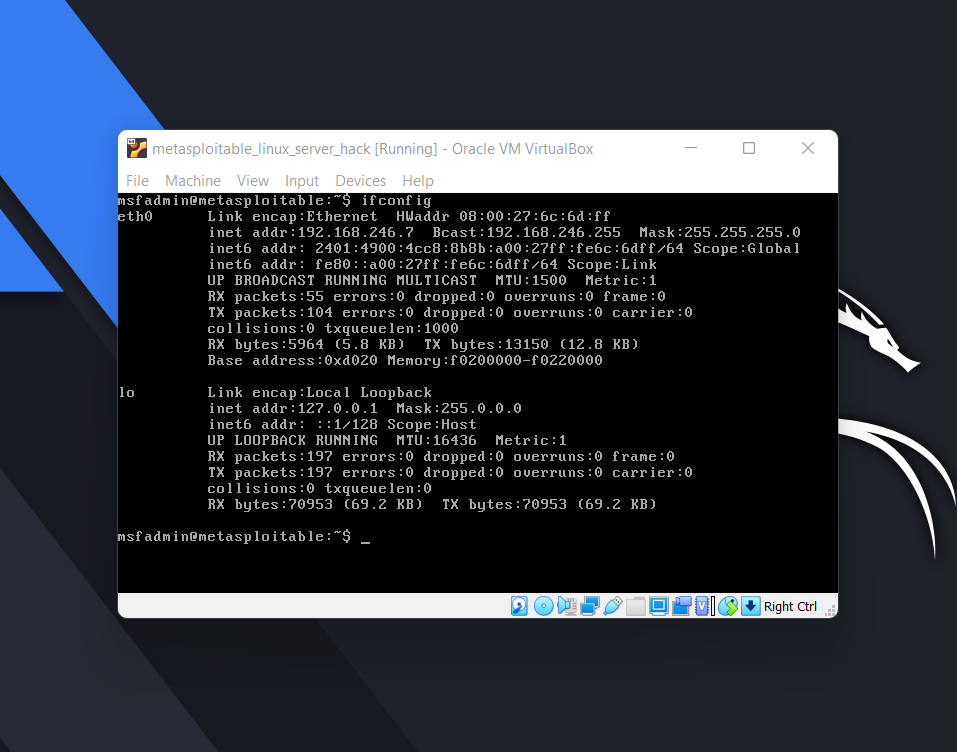 metasploitable_linux_server_hack [Running] - Oracle VM VirtualBox
File Machine View Input Devices Help
msfadmin@metasploitable:~$ ifconfig
eth0 Link encap:Ethernet HWaddr 08:00:27:6c:6d:ff
inet addr:192.168.246.7 Bcast:192.168.246.255 Mask:255.255.255.0
inet6 addr: 2401:4900:4cc8:8b8b:a00:27ff:fe6c:6dff/64 Scope:Global
inet6 addr: fe80::a00:27ff:fe6c:6dff/64 Scope:Link
UP BROADCAST RUNNING MULTICAST MTU:1500 Metric:1
RX packets:55 errors:0 dropped:0 overruns:0 frame:0
TX packets:104 errors:0 dropped:0 overruns:0 carrier:0
collisions:0 txqueuelen:1000
RX bytes:5964 (5.8 KB) TX bytes:13150 (12.8 KB)
Base address:0xd020 Memory:f0200000-f0220000
lo Link encap:Local Loopback
inet addr:127.0.0.1 Mask:255.0.0.0
inet6 addr: ::1/128 Scope:Host
UP LOOPBACK RUNNING MTU:16436 Metric:1
RX packets:197 errors:0 dropped:0 overruns:0 frame:0
TX packets:197 errors:0 dropped:0 overruns:0 carrier:0
collisions:0 txqueuelen:0
RX bytes:70953 (69.2 KB) TX bytes:70953 (69.2 KB)
msfadmin@metasploitable:~$ _
Right Ctrl